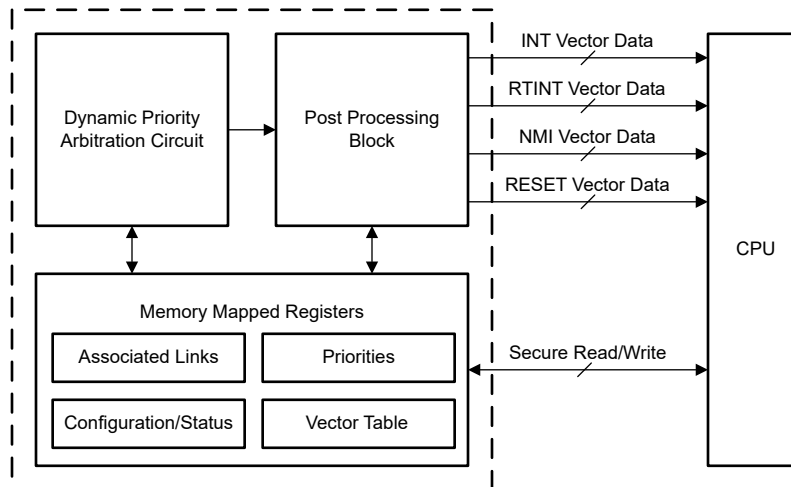 INT Vector Data
RTINT Vector Data
NMI Vector Data
RESET Vector Data
Dynamic Priority
Arbitration Circuit
Post Processing
Block
CPU
Memory Mapped Registers
Associated Links
Priorities
Configuration/Status
Vector Table
Secure Read/Write